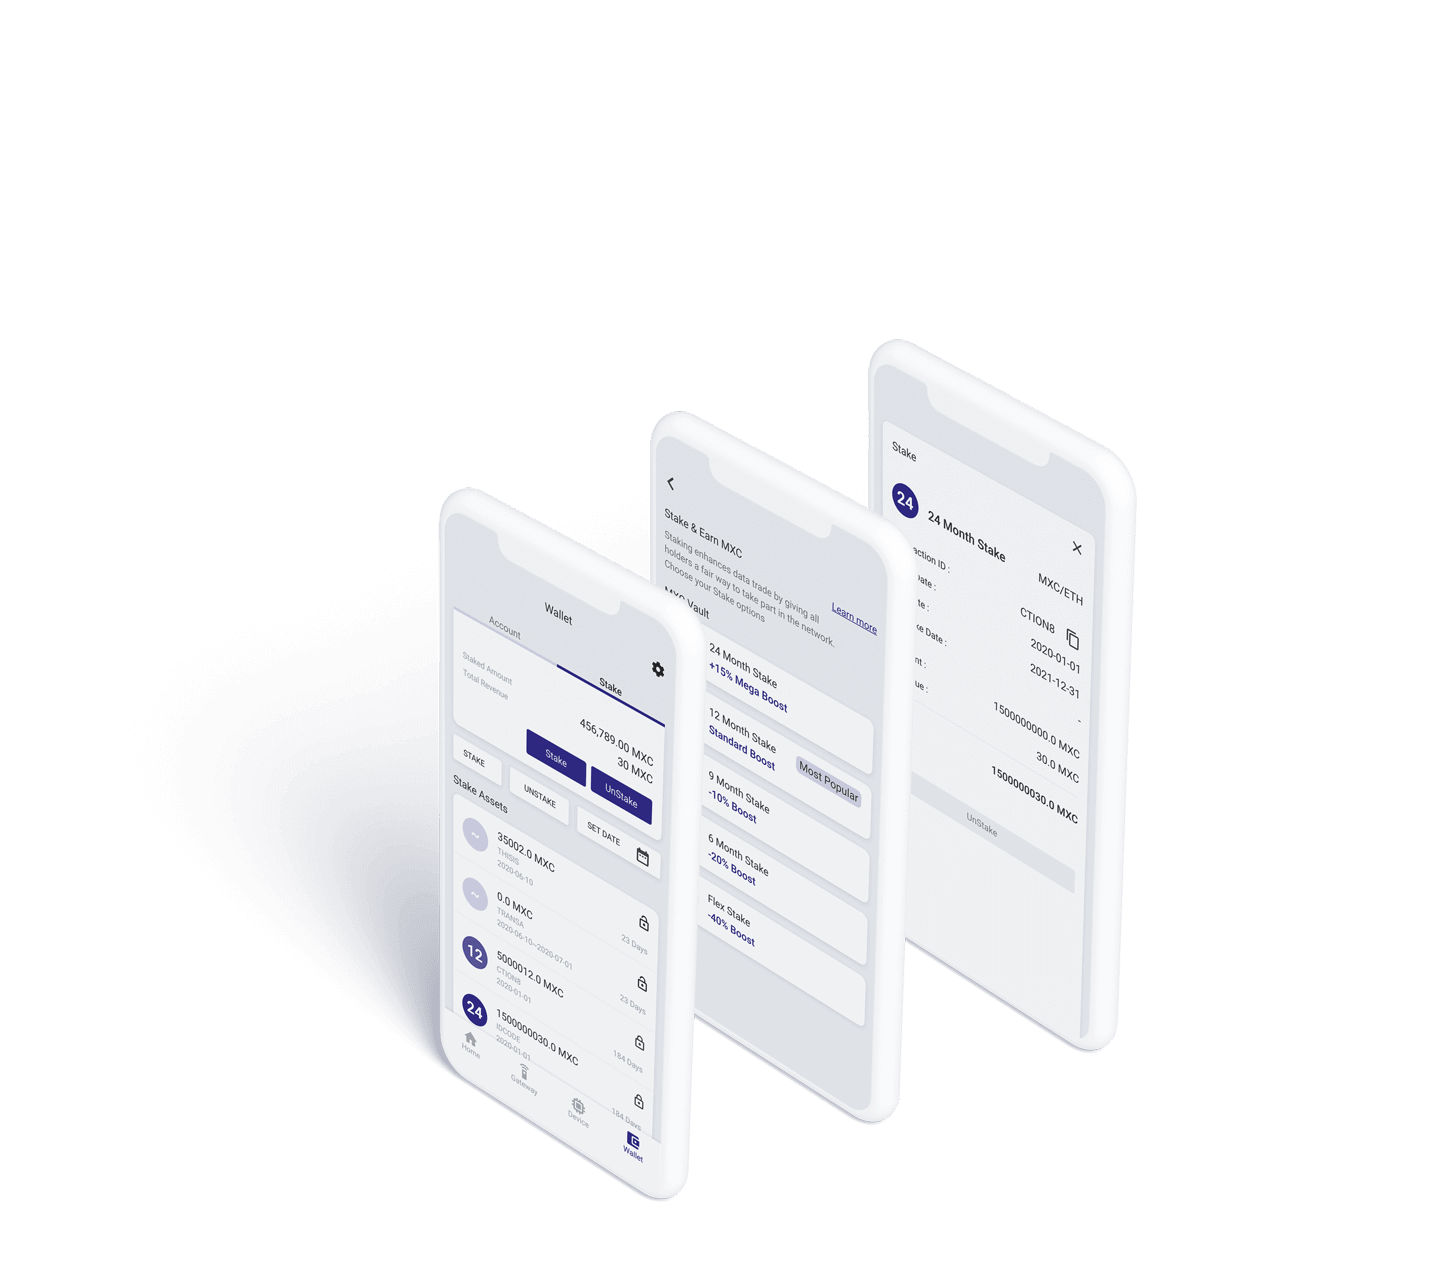 Wallet
Account
Stake
Staked Amount
Total Revenue
456,789.00 MXC
30 MXC
Stake
UnStake
STAKE
UNSTAKE
SET DATE
Stake Assets
~
35002.0 MXC
THISIS
2020-06-10
23 Days
~
0.0 MXC
TRANSA
2020-06-10~2020-07-01
23 Days
12
5000012.0 MXC
CTION8
2020-01-01
184 Days
24
1500000030.0 MXC
IDCODE
2020-01-01
184 Days
Home
Gateway
Device
Wallet
Stake & Earn MXC
Staking enhances data trade by giving all
holders a fair way to take part in the network.
Choose your Stake options
Learn more
MXC Vault
24 Month Stake
+15% Mega Boost
12 Month Stake
Standard Boost
Most Popular
9 Month Stake
-10% Boost
6 Month Stake
-20% Boost
Flex Stake
-40% Boost
Stake
24
24 Month Stake
MXC/ETH
action ID :
CTION8
Date :
2020-01-01
te :
2021-12-31
ke Date :
-
nt :
1500000000.0 MXC
ue :
30.0 MXC
1500000030.0 MXC
UnStake